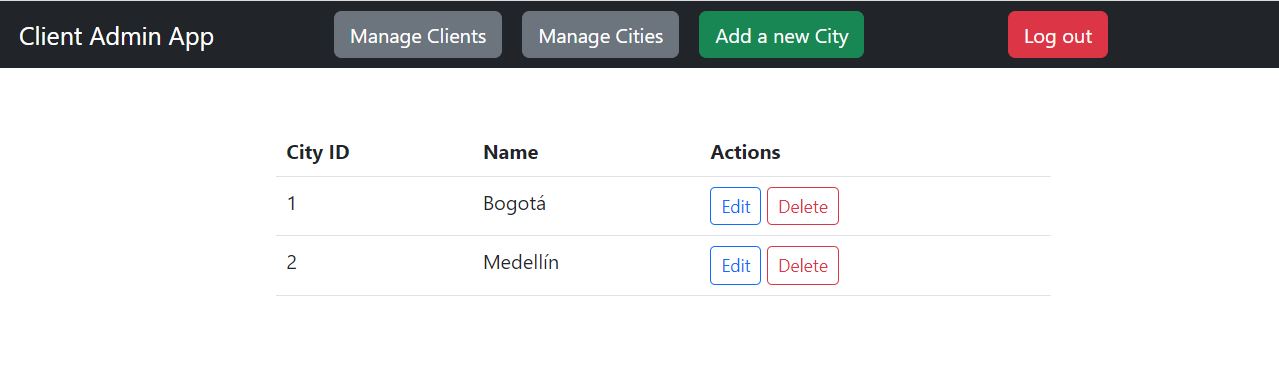 Client Admin App Manage Clients Manage Cities Add a new City Log out
City ID Name Actions
1 Bogotá Edit Delete
2 Medellín Edit Delete